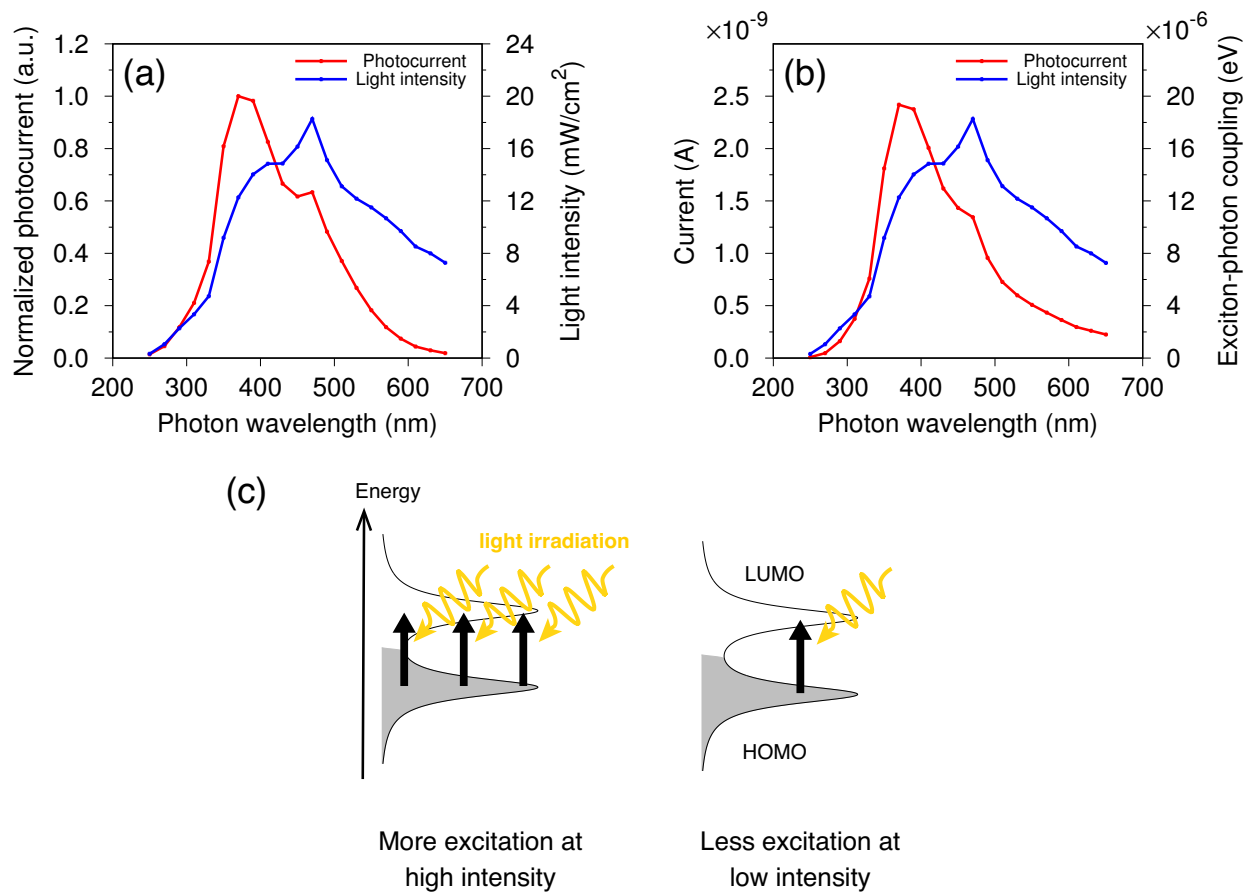 (a)
Photocurrent
Light intensity
Normalized photocurrent (a.u.)
1.2
1.0
0.8
0.6
0.4
0.2
0.0
24
20
16
12
8
4
0
Light intensity (mW/cm²)
200 300 400 500 600 700
Photon wavelength (nm)
×10⁻⁹
×10⁻⁶
(b)
Photocurrent
Light intensity
Current (A)
2.5
2.0
1.5
1.0
0.5
0.0
20
16
12
8
4
0
Exciton-photon coupling (eV)
200 300 400 500 600 700
Photon wavelength (nm)
(c)
Energy
light irradiation
LUMO
HOMO
More excitation at
high intensity
Less excitation at
low intensity